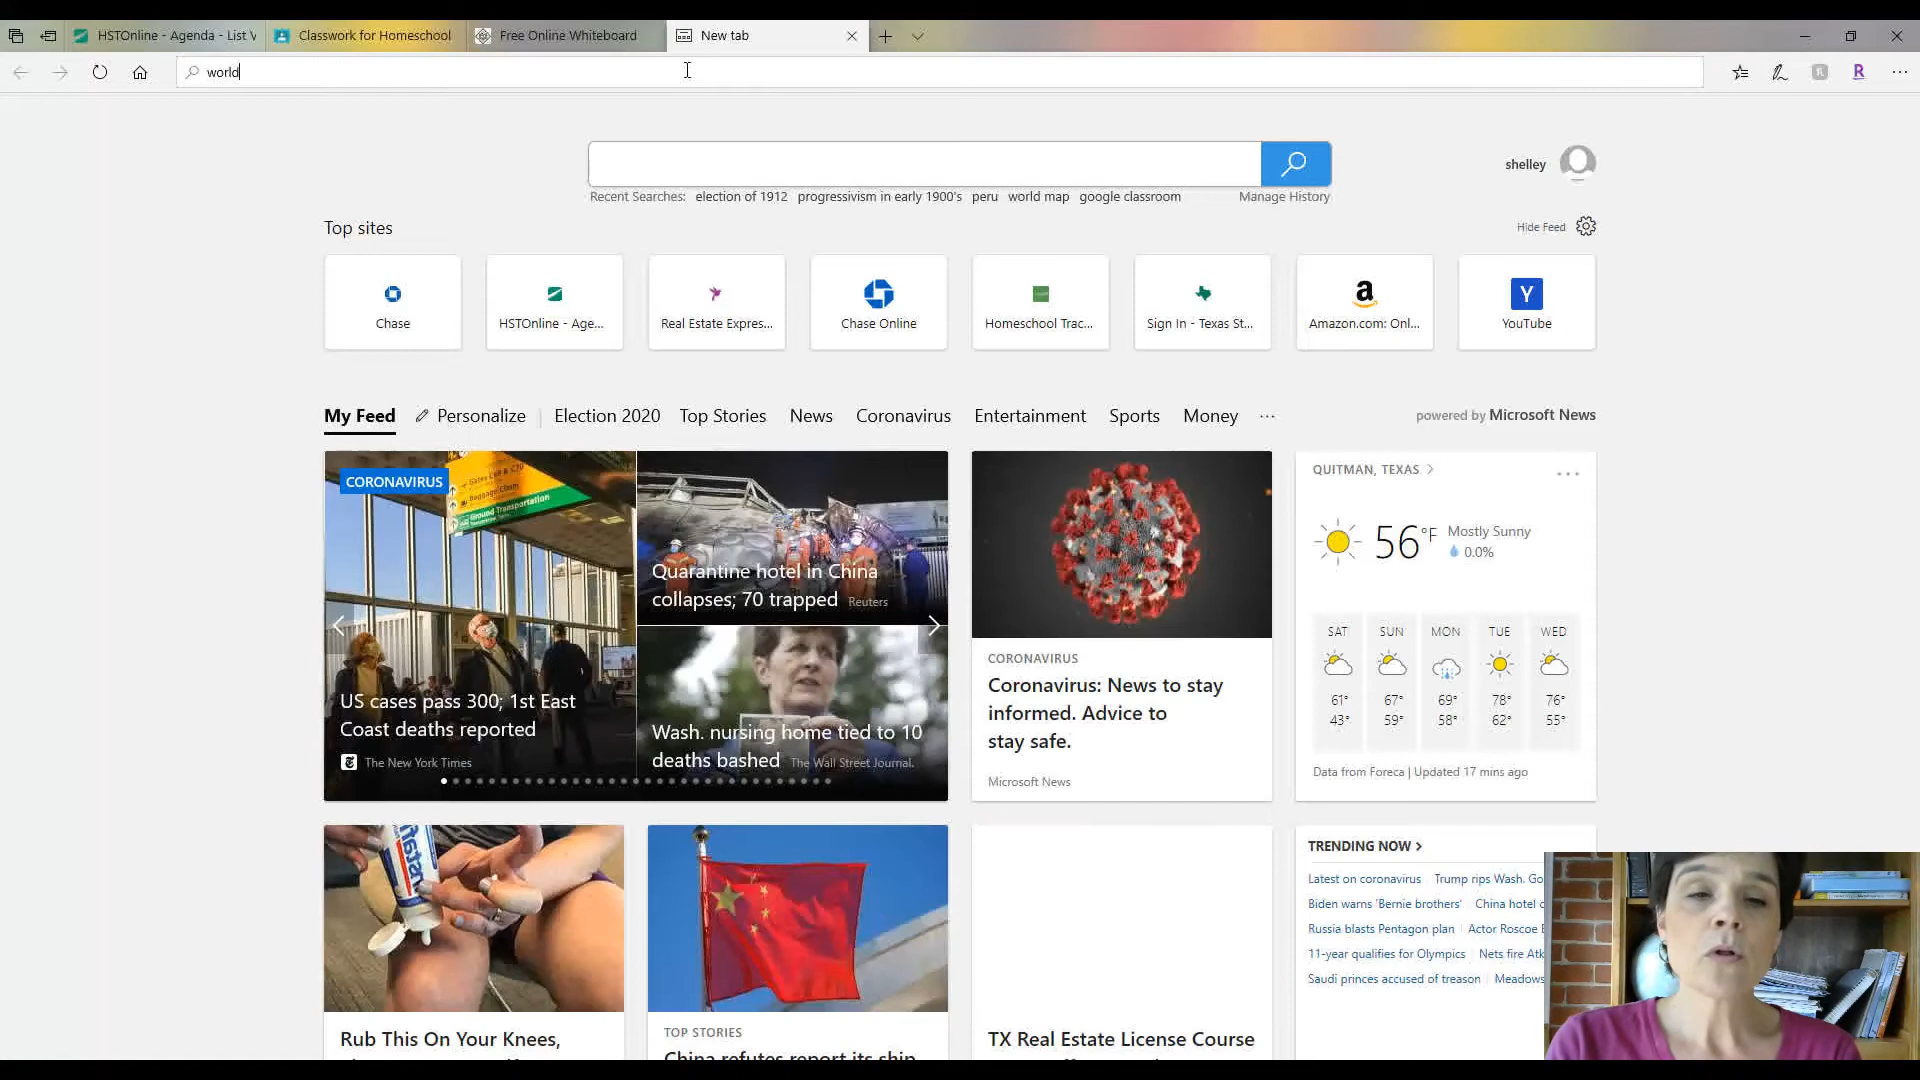 HSTOnline - Agenda - List V
Classwork for Homeschool
Free Online Whiteboard
New tab
world
R
shelley
Recent Searches: election of 1912 progressivism in early 1900's peru world map google classroom Manage History
Top sites
Hide Feed
Chase
HSTOnline - Age...
Real Estate Expres...
Chase Online
Homeschool Trac...
Sign In - Texas St...
a
Amazon.com: Onl...
Y
YouTube
My Feed Personalize Election 2020 Top Stories News Coronavirus Entertainment Sports Money ...
powered by Microsoft News
CORONAVIRUS
Gates C & D
Baggage Claim
Ground Transportation
US cases pass 300; 1st East
Coast deaths reported
The New York Times
Quarantine hotel in China
collapses; 70 trapped Reuters
Wash. nursing home tied to 10
deaths bashed The Wall Street Journal.
CORONAVIRUS
Coronavirus: News to stay
informed. Advice to
stay safe.
Microsoft News
QUITMAN, TEXAS
56°F Mostly Sunny
0.0%
SAT SUN MON TUE WED
61° 67° 69° 78° 76°
43° 59° 58° 62° 55°
Data from Foreca | Updated 17 mins ago
Rub This On Your Knees,
TOP STORIES
China refutes report its ship
TX Real Estate License Course
TRENDING NOW >
Latest on coronavirus Trump rips Wash. Go
Biden warns 'Bernie brothers' China hotel c
Russia blasts Pentagon plan Actor Roscoe B
11-year qualifies for Olympics Nets fire Atk
Saudi princes accused of treason Meadows